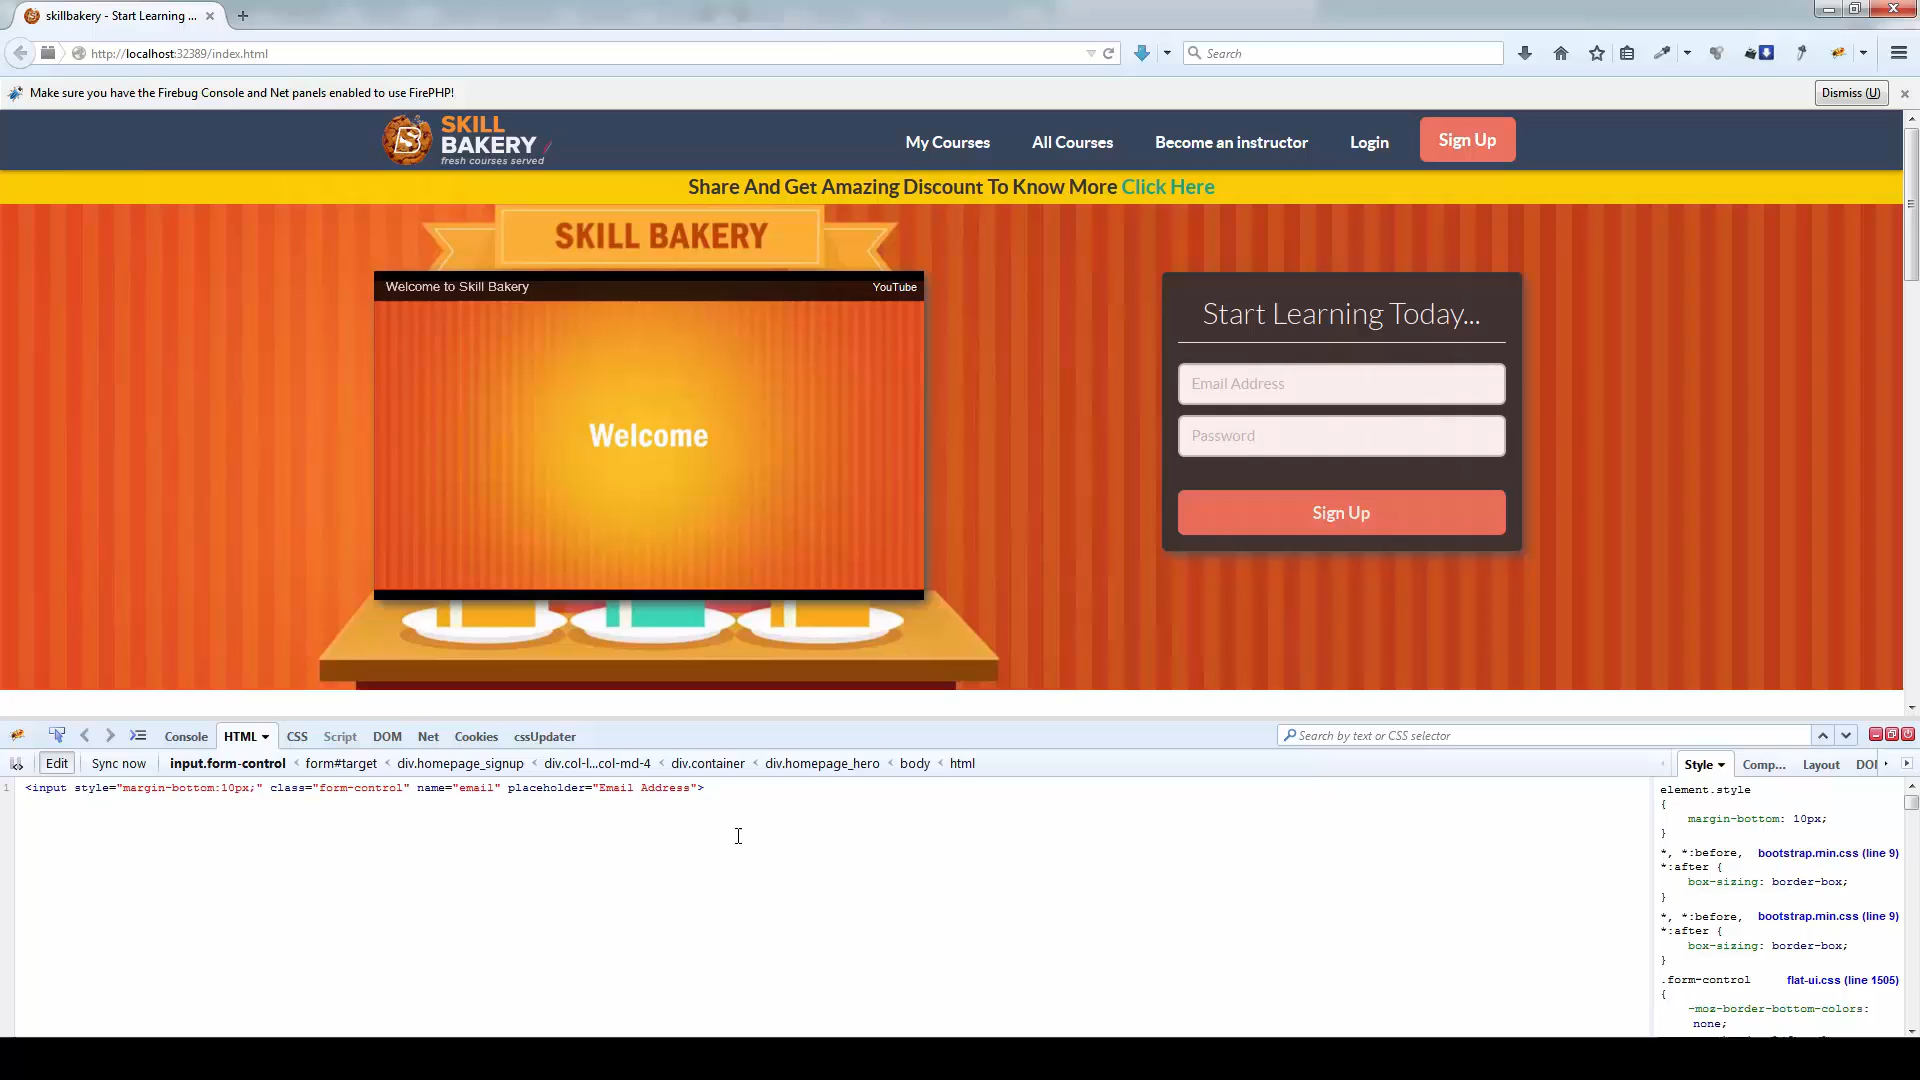 skillbakery - Start Learning ...
http://localhost:32389/index.html
Search
Make sure you have the Firebug Console and Net panels enabled to use FirePHP!
Dismiss (U)
SKILL
BAKERY
fresh courses served
My Courses
All Courses
Become an instructor
Login
Sign Up
Share And Get Amazing Discount To Know More Click Here
SKILL BAKERY
Welcome to Skill Bakery
YouTube
Welcome
Start Learning Today...
Email Address
Password
Sign Up
Console
HTML
CSS
Script
DOM
Net
Cookies
cssUpdater
Search by text or CSS selector
Edit
Sync now
input.form-control < form#target < div.homepage_signup < div.col-l...col-md-4 < div.container < div.homepage_hero < body < html
Style
Comp...
Layout
DOI
1 <input style="margin-bottom:10px;" class="form-control" name="email" placeholder="Email Address">
element.style
{
margin-bottom: 10px;
}
*, *:before, bootstrap.min.css (line 9)
*:after {
box-sizing: border-box;
}
*, *:before, bootstrap.min.css (line 9)
*:after {
box-sizing: border-box;
}
.form-control flat-ui.css (line 1505)
{
-moz-border-bottom-colors:
none;